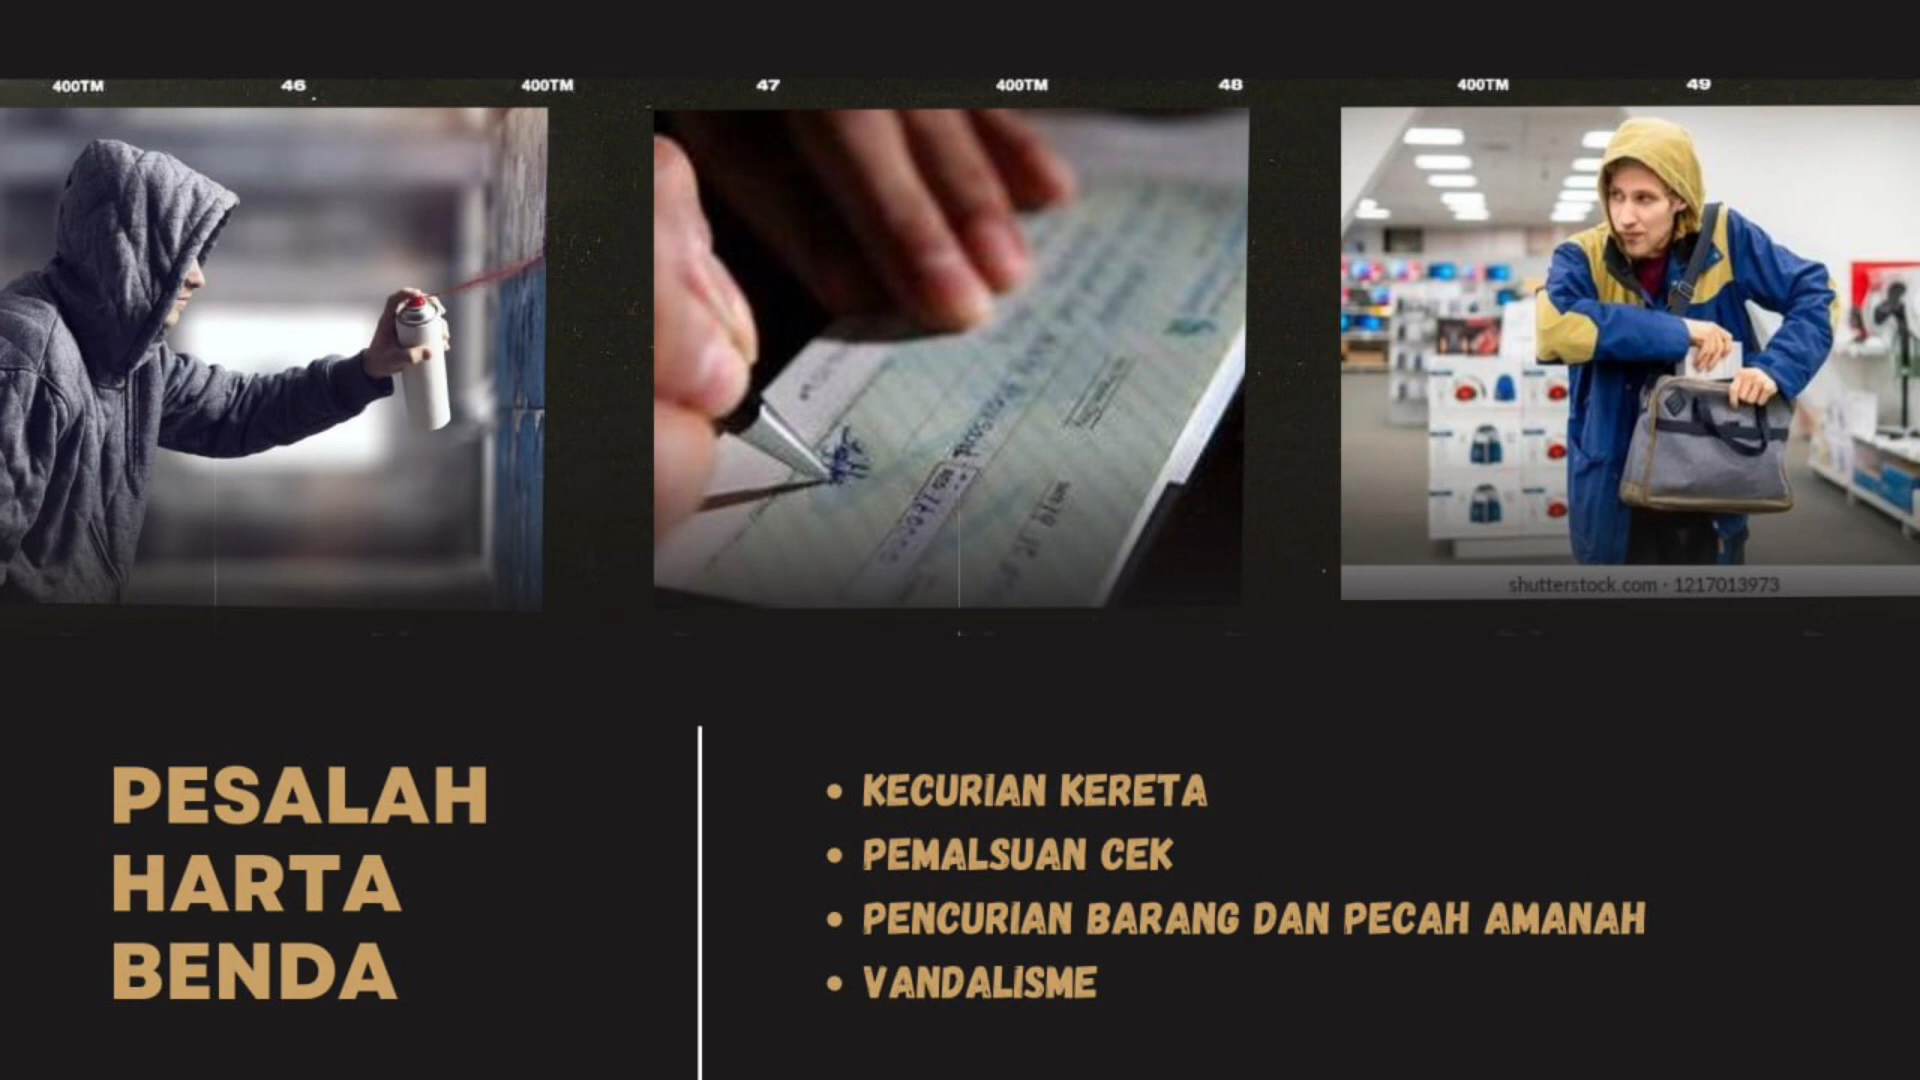 400TM 46 400TM 47 400TM 48 400TM 49
shutterstock.com · 1217013973
PESALAH
HARTA
BENDA
• KECURIAN KERETA
• PEMALSUAN CEK
• PENCURIAN BARANG DAN PECAH AMANAH
• VANDALISME